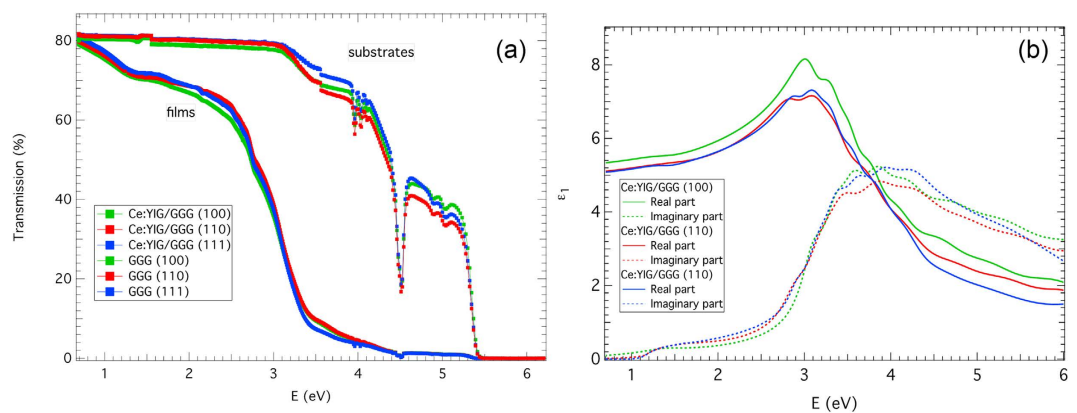 (a)
substrates
films
Transmission (%)
80
60
40
20
0
Ce:YIG/GGG (100)
Ce:YIG/GGG (110)
Ce:YIG/GGG (111)
GGG (100)
GGG (110)
GGG (111)
1 2 3 4 5 6
E (eV)
(b)
ε1
8
6
4
2
0
Ce:YIG/GGG (100)
Real part
Imaginary part
Ce:YIG/GGG (110)
Real part
Imaginary part
Ce:YIG/GGG (110)
Real part
Imaginary part
1 2 3 4 5 6
E (eV)